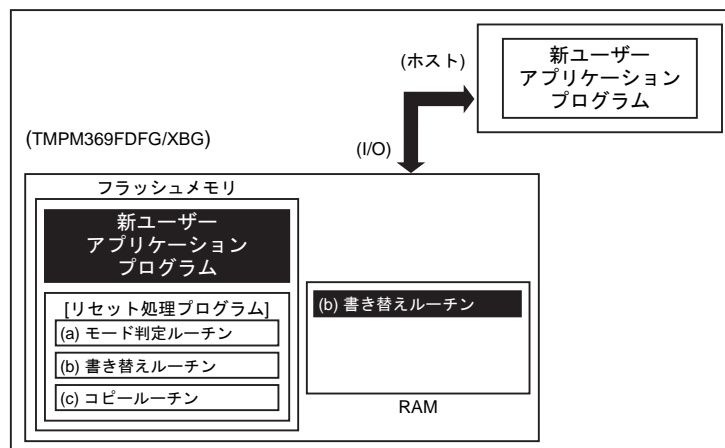 (ホスト)
新ユーザー
アプリケーション
プログラム
(TMPM369FDFG/XBG)
(I/O)
フラッシュメモリ
新ユーザー
アプリケーション
プログラム
[リセット処理プログラム]
(a) モード判定ルーチン
(b) 書き替えルーチン
(c) コピールーチン
(b) 書き替えルーチン
RAM